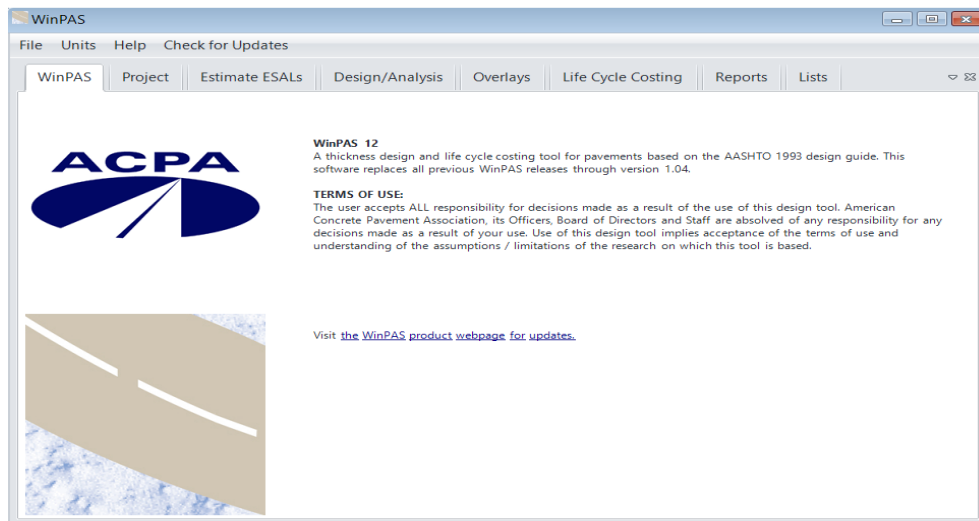 WinPAS
File Units Help Check for Updates
WinPAS Project Estimate ESALs Design/Analysis Overlays Life Cycle Costing Reports Lists
ACPA
WinPAS 12
A thickness design and life cycle costing tool for pavements based on the AASHTO 1993 design guide. This
software replaces all previous WinPAS releases through version 1.04.
TERMS OF USE:
The user accepts ALL responsibility for decisions made as a result of the use of this design tool. American
Concrete Pavement Association, its Officers, Board of Directors and Staff are absolved of any responsibility for any
decisions made as a result of your use. Use of this design tool implies acceptance of the terms of use and
understanding of the assumptions / limitations of the research on which this tool is based.
Visit the WinPAS product webpage for updates.